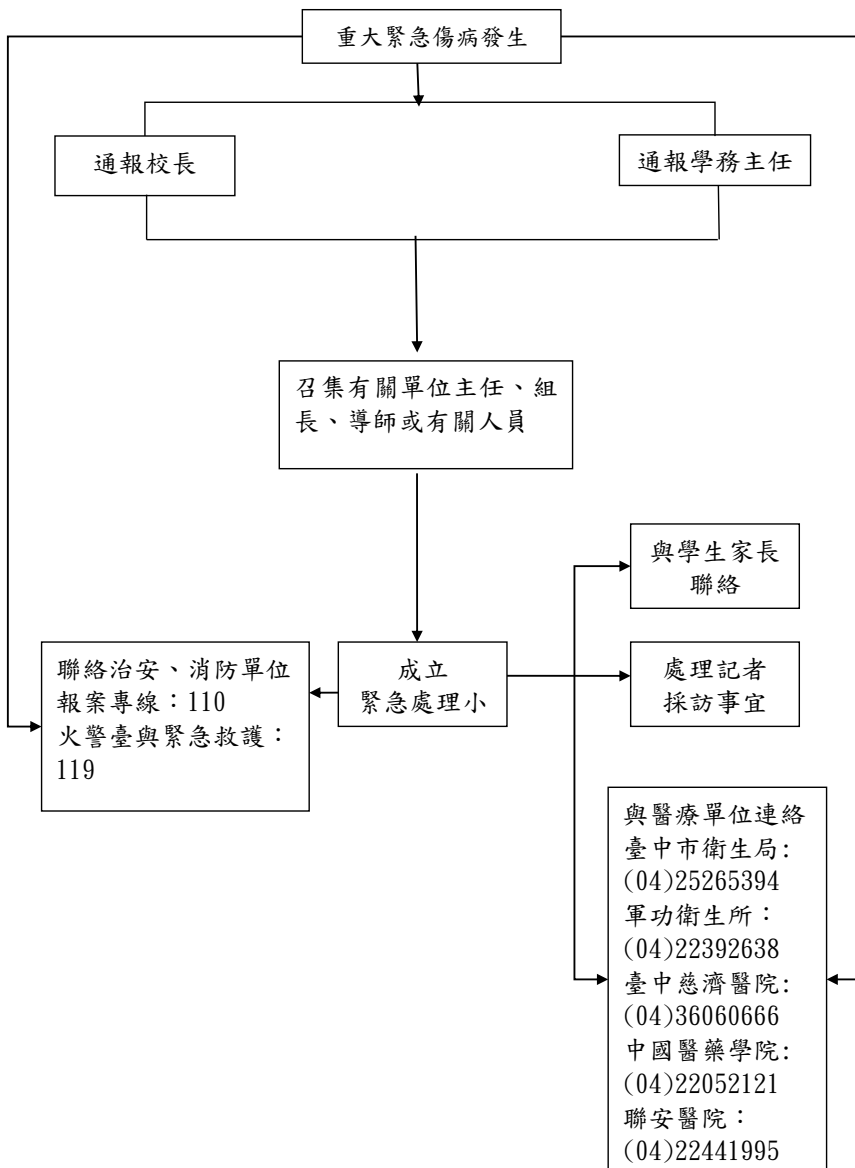 重大緊急傷病發生
通報校長
通報學務主任
召集有關單位主任、組
長、導師或有關人員
與學生家長
聯絡
聯絡治安、消防單位
報案專線：110
火警臺與緊急救護：
119
成立
緊急處理小
處理記者
採訪事宜
與醫療單位連絡
臺中市衛生局:
(04)25265394
軍功衛生所：
(04)22392638
臺中慈濟醫院:
(04)36060666
中國醫藥學院:
(04)22052121
聯安醫院：
(04)22441995